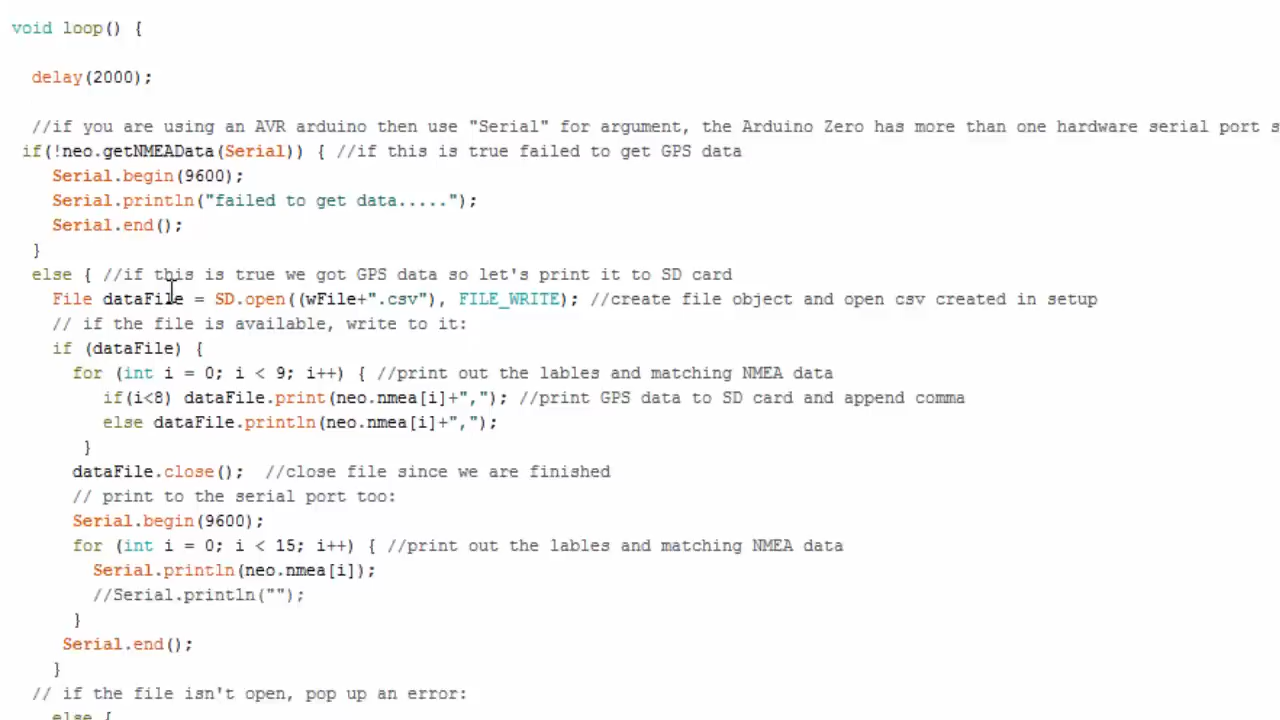 void loop() {
delay(2000);
//if you are using an AVR arduino then use "Serial" for argument, the Arduino Zero has more than one hardware serial port s
if(!neo.getNMEAData(Serial)) { //if this is true failed to get GPS data
Serial.begin(9600);
Serial.println("failed to get data.....");
Serial.end();
}
else { //if this is true we got GPS data so let's print it to SD card
File dataFile = SD.open((wFile+".csv"), FILE_WRITE); //create file object and open csv created in setup
// if the file is available, write to it:
if (dataFile) {
for (int i = 0; i < 9; i++) { //print out the lables and matching NMEA data
if(i<8) dataFile.print(neo.nmea[i]+","); //print GPS data to SD card and append comma
else dataFile.println(neo.nmea[i]+",");
}
dataFile.close();  //close file since we are finished
// print to the serial port too:
Serial.begin(9600);
for (int i = 0; i < 15; i++) { //print out the lables and matching NMEA data
Serial.println(neo.nmea[i]);
//Serial.println("");
}
Serial.end();
}
// if the file isn't open, pop up an error:
else {